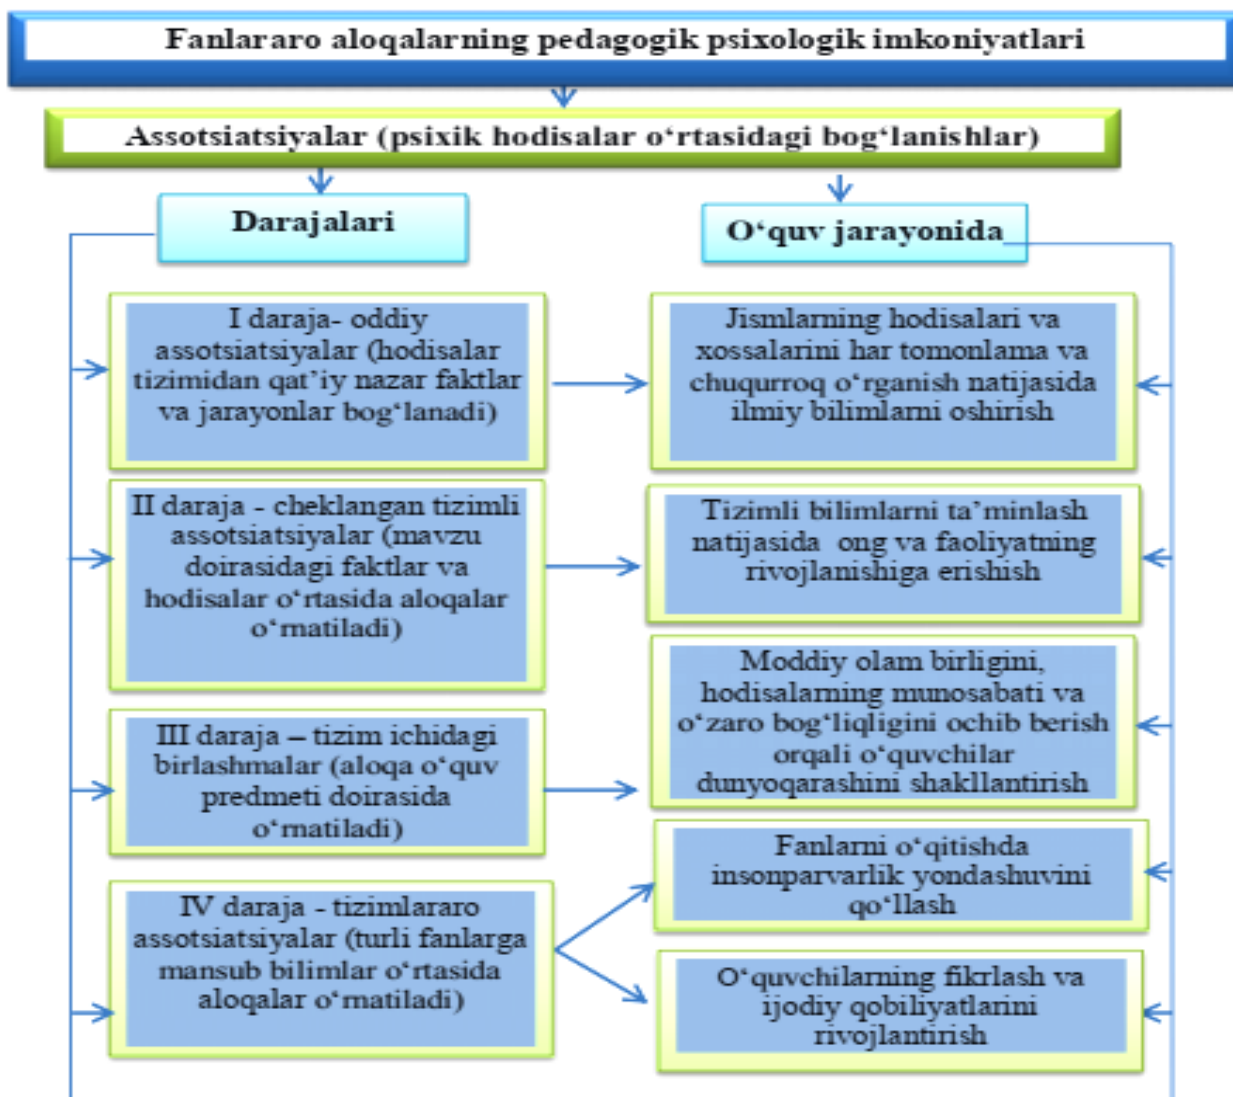 Fanlararo aloqalarning pedagogik psixologik imkoniyatlari
Assotsiatsiyalar (psixik hodisalar o‘rtasidagi bog‘lanishlar)
Darajalari
O‘quv jarayonida
I daraja- oddiy
assotsiatsiyalar (hodisalar
tizimidan qat’iy nazar faktlar
va jarayonlar bog‘lanadi)
Jismlarning hodisalari va
xossalarini har tomonlama va
chuqurroq o‘rganish natijasida
ilmiy bilimlarni oshirish
II daraja - cheklangan tizimli
assotsiatsiyalar (mavzu
doirasidagi faktlar va
hodisalar o‘rtasida aloqalar
o‘rnatiladi)
Tizimli bilimlarni ta’minlash
natijasida ong va faoliyatning
rivojlanishiga erishish
III daraja – tizim ichidagi
birlashmalar (aloqa o‘quv
predmeti doirasida
o‘rnatiladi)
Moddiy olam birligini,
hodisalarning munosabati va
o‘zaro bog‘liqligini ochib berish
orqali o‘quvchilar
dunyoqarashini shakllantirish
IV daraja - tizimlararo
assotsiatsiyalar (turli fanlarga
mansub bilimlar o‘rtasida
aloqalar o‘rnatiladi)
Fanlarni o‘qitishda
insonparvarlik yondashuvini
qo‘llash
O‘quvchilarning fikrlash va
ijodiy qobiliyatlarini
rivojlantirish